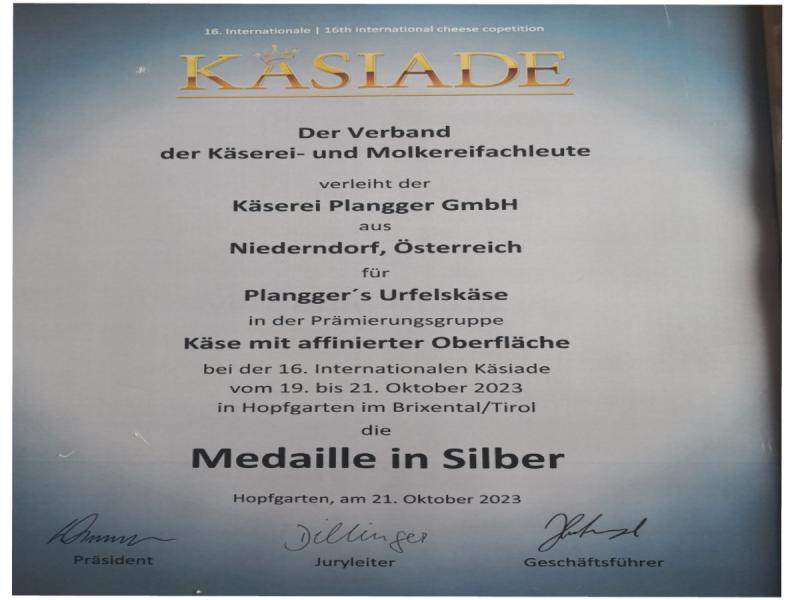 16. Internationale | 16th international cheese copetition
KÄSIADE
Der Verband
der Käserei- und Molkereifachleute
verleiht der
Käserei Plangger GmbH
aus
Niederndorf, Österreich
für
Plangger´s Urfelskäse
in der Prämierungsgruppe
Käse mit affinierter Oberfläche
bei der 16. Internationalen Käsiade
vom 19. bis 21. Oktober 2023
in Hopfgarten im Brixental/Tirol
die
Medaille in Silber
Hopfgarten, am 21. Oktober 2023
Dillinger
Präsident Juryleiter Geschäftsführer